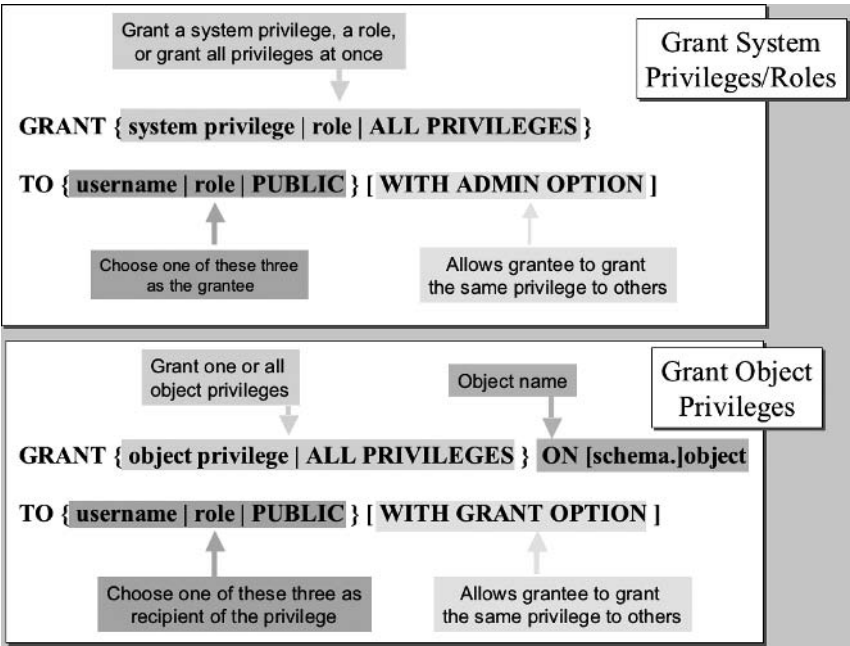 Grant a system privilege, a role,
or grant all privileges at once
Grant System
Privileges/Roles
GRANT { system privilege | role | ALL PRIVILEGES }
TO { username | role | PUBLIC } [ WITH ADMIN OPTION ]
Choose one of these three
as the grantee
Allows grantee to grant
the same privilege to others
Grant one or all
object privileges
Object name
Grant Object
Privileges
GRANT { object privilege | ALL PRIVILEGES } ON [schema.]object
TO { username | role | PUBLIC } [ WITH GRANT OPTION ]
Choose one of these three as
recipient of the privilege
Allows grantee to grant
the same privilege to others